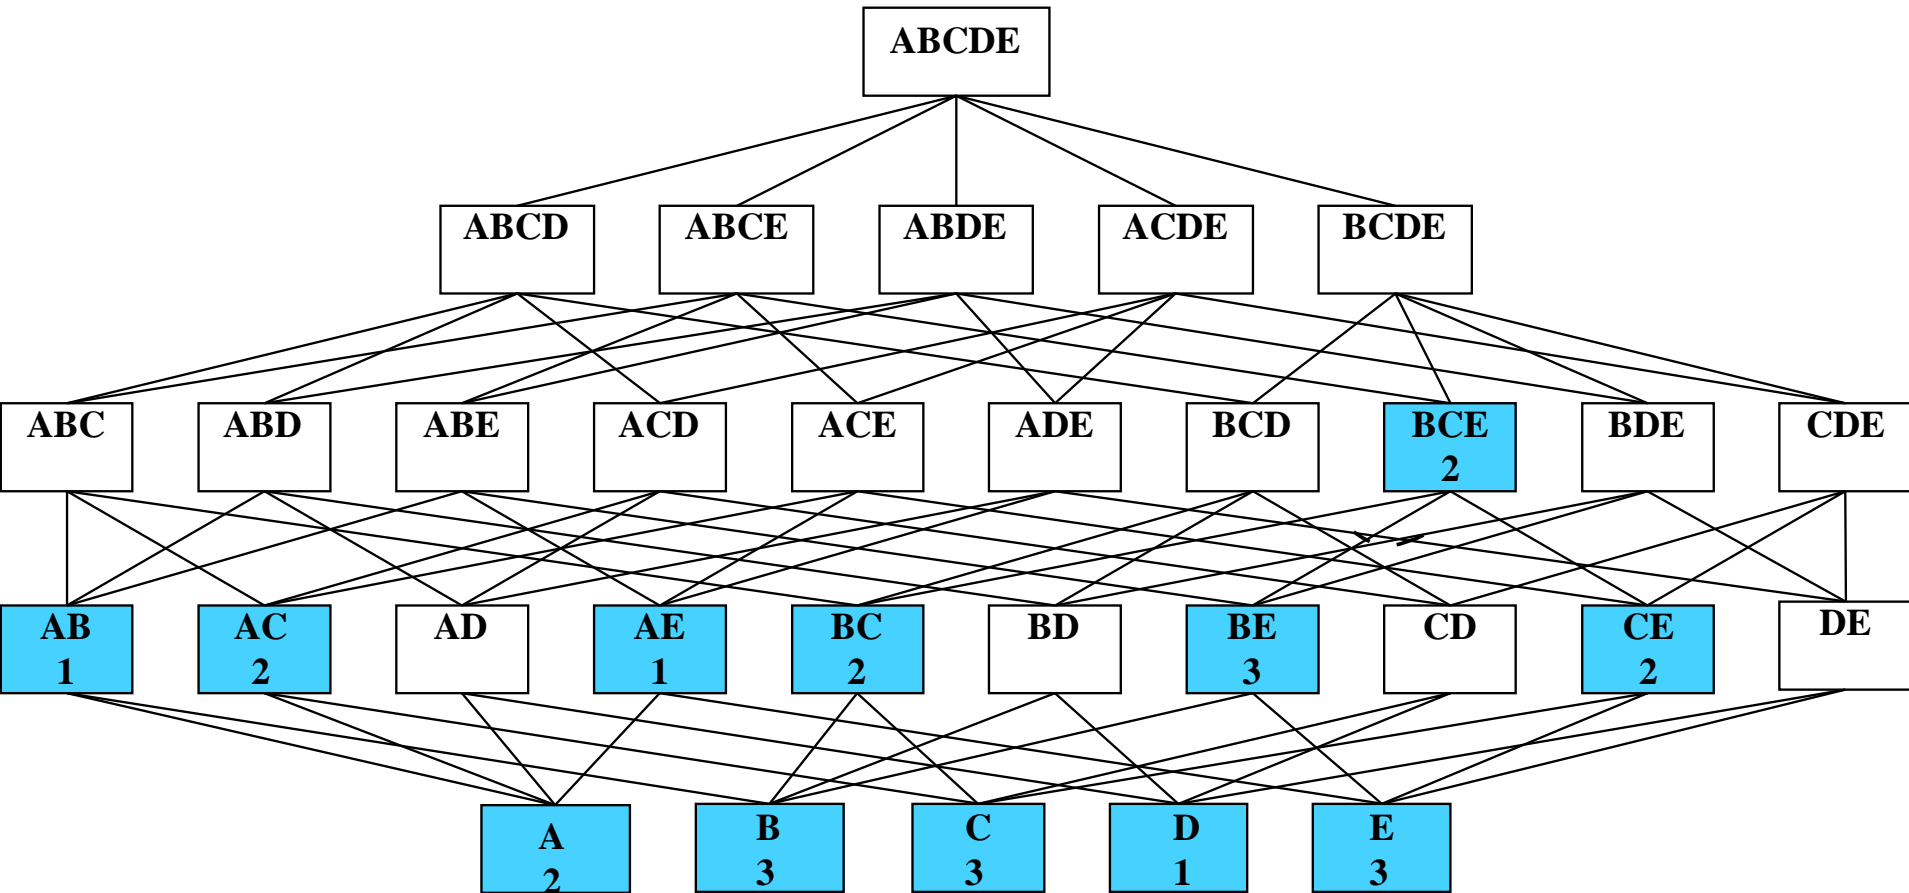 ABCDE
ABCD ABCE ABDE ACDE BCDE
ABC ABD ABE ACD ACE ADE BCD BCE BDE CDE
2
AB AC AD AE BC BD BE CD CE DE
1 2 1 2 3 2
A B C D E
2 3 3 1 3